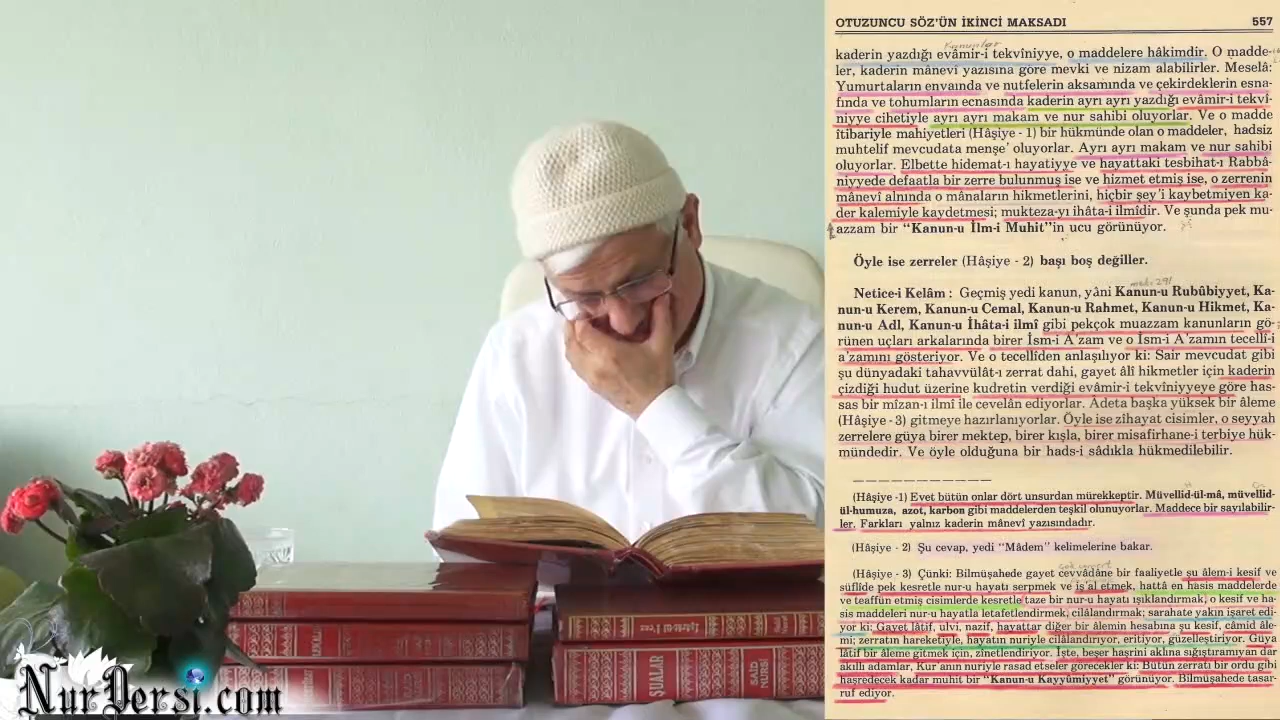 OTUZUNCU SÖZ'ÜN İKİNCİ MAKSADI 557
kaderin yazdığı evâmir-i tekvîniyye, o maddelere hâkimdir. O madde-
ler, kaderin mânevî yazısına göre mevki ve nizam alabilirler. Meselâ:
Yumurtaların envaında ve nutfelerin aksamında ve çekirdeklerin esna-
fında ve tohumların ecnasında kaderin ayrı ayrı yazdığı evâmir-i tekvî-
niyye cihetiyle ayrı ayrı makam ve nur sahibi oluyorlar. Ve o madde
itibariyle mahiyetleri (Hâşiye - 1) bir hükmünde olan o maddeler, hadsiz
muhtelif mevcudata menşe' oluyorlar. Ayrı ayrı makam ve nur sahibi
oluyorlar. Elbette hidemat-ı hayatiyye ve hayattaki tesbihat-ı Rabbâ-
niyyede defaatla bir zerre bulunmuş ise ve hizmet etmiş ise, o zerrenin
mânevî alnında o mânaların hikmetlerini, hiçbir şey'i kaybetmiyen ka-
der kalemiyle kaydetmesi; mukteza-yı ihâta-i ilmîdir. Ve şunda pek mu-
azzam bir "Kanun-u İlm-i Muhit"in ucu görünüyor.
Öyle ise zerreler (Hâşiye - 2) başı boş değiller.
Netice-i Kelâm : Geçmiş yedi kanun, yâni Kanun-u Rubûbiyyet, Ka-
nun-u Kerem, Kanun-u Cemal, Kanun-u Rahmet, Kanun-u Hikmet, Ka-
nun-u Adl, Kanun-u İhâta-i ilmî gibi pekçok muazzam kanunların gö-
rünen uçları arkalarında birer İsm-i A'zam ve o İsm-i A'zamın tecellî-i
a'zamını gösteriyor. Ve o tecellîden anlaşılıyor ki: Sair mevcudat gibi
şu dünyadaki tahavvülât-ı zerrat dahi, gayet âlî hikmetler için kaderin
çizdiği hudut üzerine kudretin verdiği evâmir-i tekvîniyyeye göre has-
sas bir mîzan-ı ilmî ile cevelân ediyorlar. Adeta başka yüksek bir âleme
(Hâşiye - 3) gitmeye hazırlanıyorlar. Öyle ise zîhayat cisimler, o seyyah
zerrelere güya birer mektep, birer kışla, birer misafirhane-i terbiye hük-
mündedir. Ve öyle olduğuna bir hads-i sâdıkla hükmedilebilir.
(Hâşiye -1) Evet bütün onlar dört unsurdan mürekkeptir. Müvellid-ül-mâ, müvellid-
ül-humuza, azot, karbon gibi maddelerden teşkil olunuyorlar. Maddece bir sayılabilir-
ler. Farkları yalnız kaderin mânevî yazısındadır.
(Hâşiye - 2) Şu cevap, yedi "Mâdem" kelimelerine bakar.
(Hâşiye - 3) Çünki: Bilmüşahede gayet cevvâdâne bir faaliyetle şu âlem-i kesif ve
süflîde pek kesretle nur-u hayatı serpmek ve iş'al etmek, hattâ en hasis maddelerde
ve teaffün etmiş cisimlerde kesretle taze bir nur-u hayatı ışıklandırmak, o kesif ve ha-
sis maddeleri nur-u hayatla letafetlendirmek, cilâlandırmak; sarahate yakın işaret edi-
yor ki: Gayet lâtif, ulvi, nazif, hayattar diğer bir âlemin hesabına şu kesif, câmid âle-
mi; zerratın hareketiyle, hayatın nuriyle cilâlandırıyor, eritiyor, güzelleştiriyor. Güya
lâtif bir âleme gitmek için, zinetlendiriyor. İşte, beşer haşrini aklına sığıştıramıyan dar
akıllı adamlar, Kur'anın nuriyle rasad etseler görecekler ki: Bütün zerratı bir ordu gibi
haşredecek kadar muhit bir "Kanun-u Kayyûmiyyet" görünüyor. Bilmüşahede tasar-
ruf ediyor.
ŞUALAR
SAİD
NURSİ
NurDersi.com